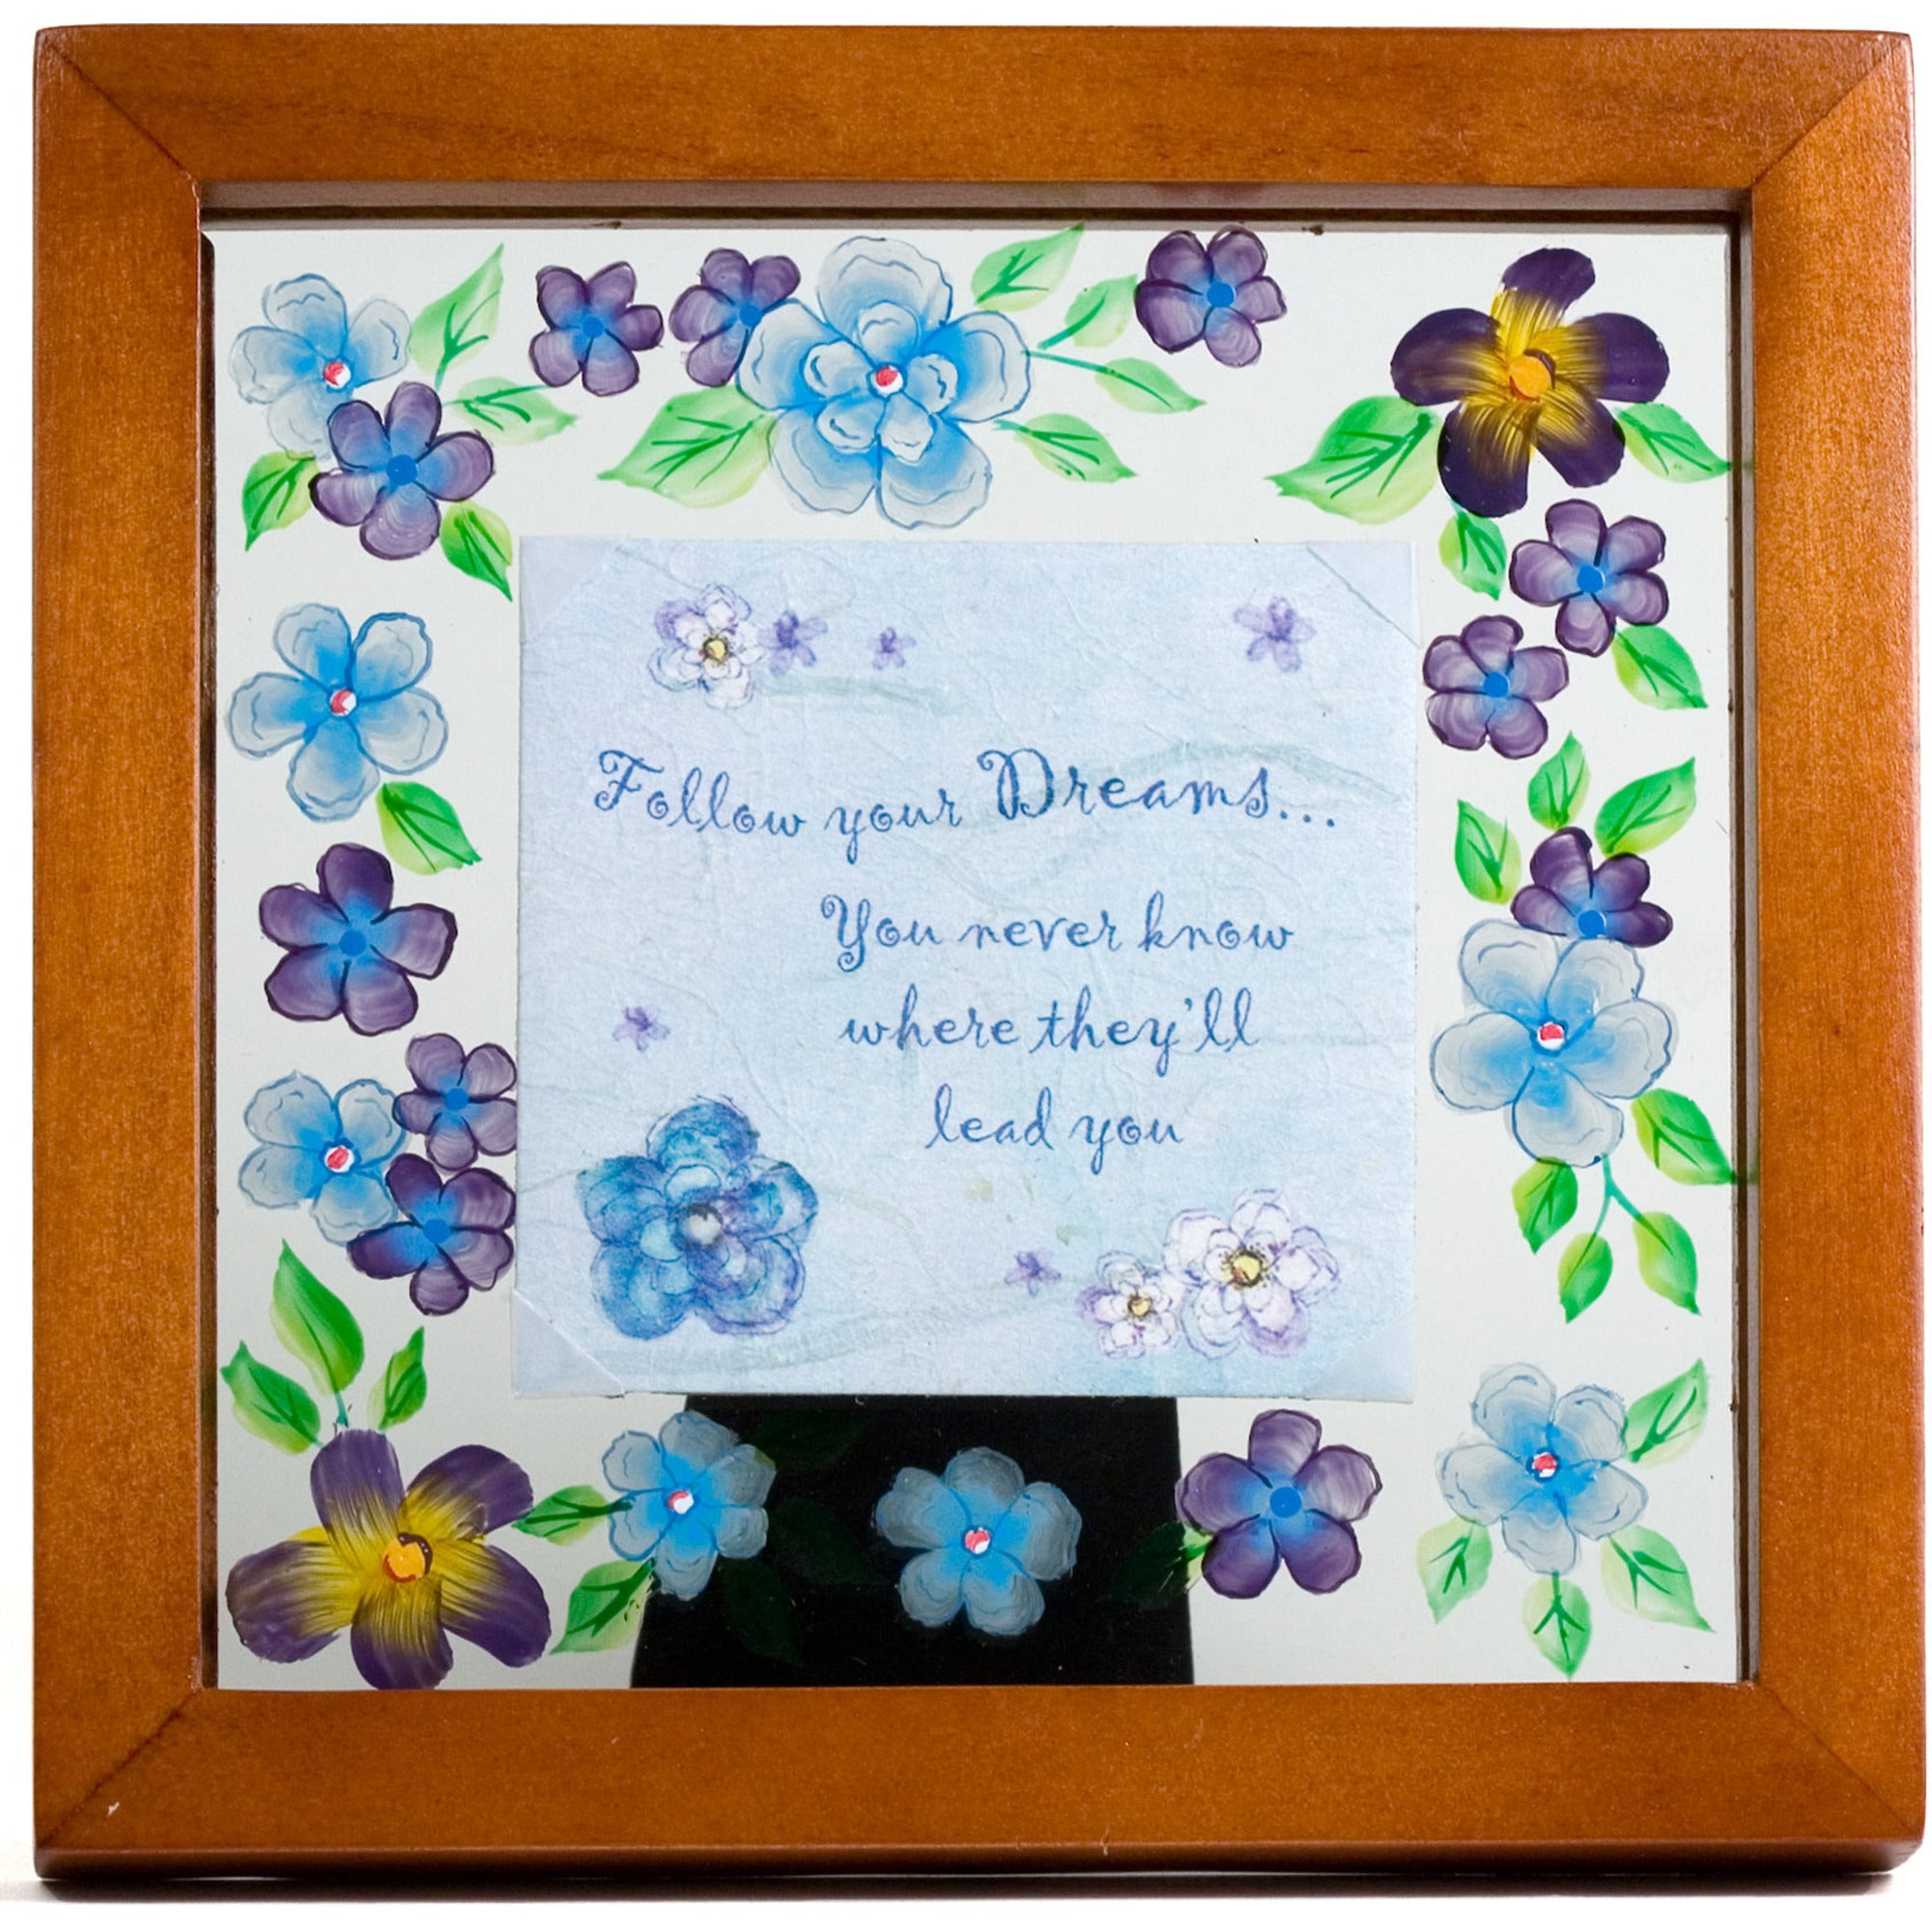 Follow your Dreams...
You never know
where they'll
lead you